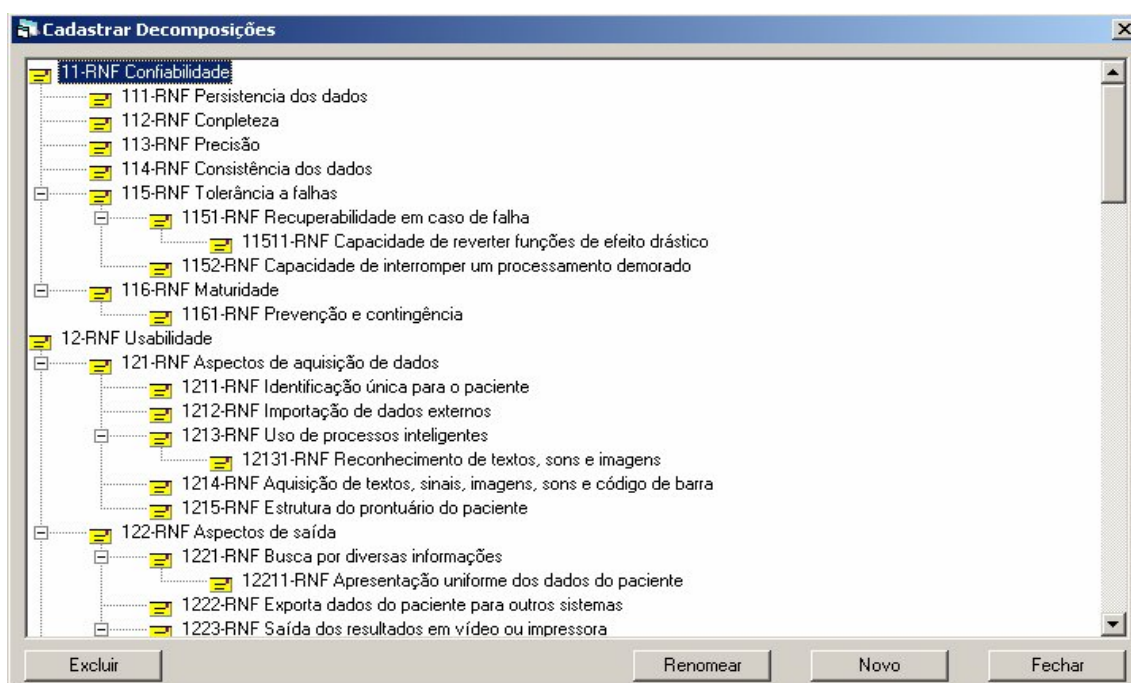 Cadastrar Decomposições
11-RNF Confiabilidade
111-RNF Persistencia dos dados
112-RNF Conpleteza
113-RNF Precisão
114-RNF Consistência dos dados
115-RNF Tolerância a falhas
1151-RNF Recuperabilidade em caso de falha
11511-RNF Capacidade de reverter funções de efeito drástico
1152-RNF Capacidade de interromper um processamento demorado
116-RNF Maturidade
1161-RNF Prevenção e contingência
12-RNF Usabilidade
121-RNF Aspectos de aquisição de dados
1211-RNF Identificação única para o paciente
1212-RNF Importação de dados externos
1213-RNF Uso de processos inteligentes
12131-RNF Reconhecimento de textos, sons e imagens
1214-RNF Aquisição de textos, sinais, imagens, sons e código de barra
1215-RNF Estrutura do prontuário do paciente
122-RNF Aspectos de saída
1221-RNF Busca por diversas informações
12211-RNF Apresentação uniforme dos dados do paciente
1222-RNF Exporta dados do paciente para outros sistemas
1223-RNF Saída dos resultados em vídeo ou impressora
Excluir Renomear Novo Fechar